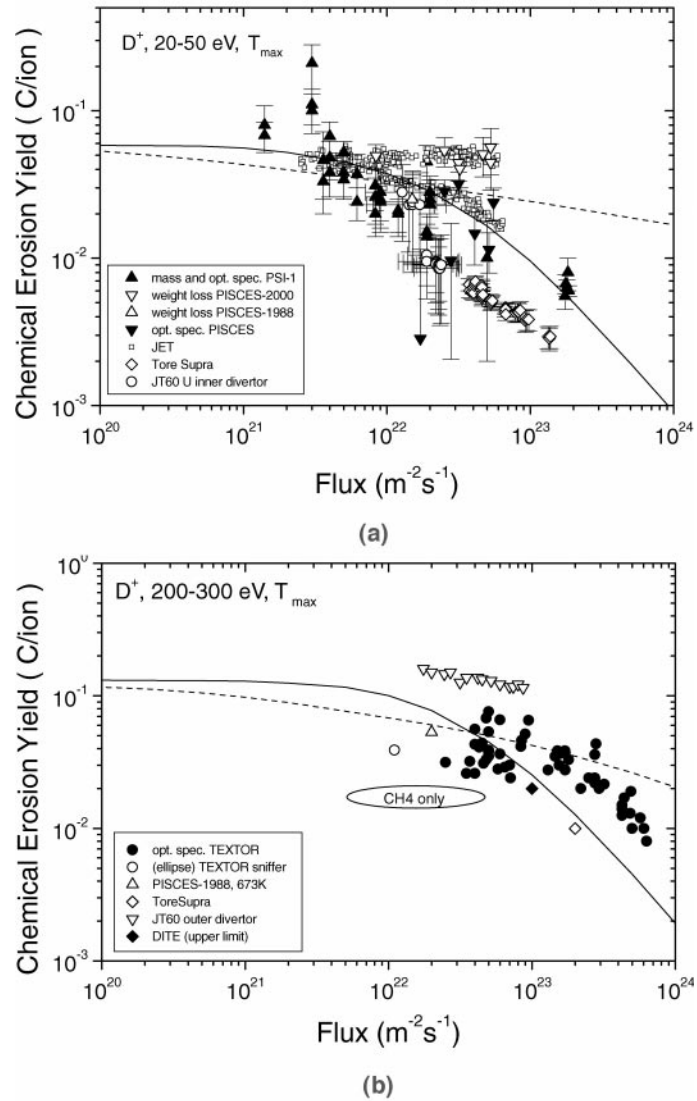 D⁺, 20-50 eV, T_max
Chemical Erosion Yield ( C/ion )
10⁻¹
10⁻²
10⁻³
mass and opt. spec. PSI-1
weight loss PISCES-2000
weight loss PISCES-1988
opt. spec. PISCES
JET
Tore Supra
JT60 U inner divertor
10²⁰ 10²¹ 10²² 10²³ 10²⁴
Flux (m⁻²s⁻¹)
(a)
10⁰
D⁺, 200-300 eV, T_max
Chemical Erosion Yield ( C/ion )
10⁻¹
CH4 only
10⁻²
opt. spec. TEXTOR
(ellipse) TEXTOR sniffer
PISCES-1988, 673K
ToreSupra
JT60 outer divertor
DITE (upper limit)
10⁻³
10²⁰ 10²¹ 10²² 10²³ 10²⁴
Flux (m⁻²s⁻¹)
(b)